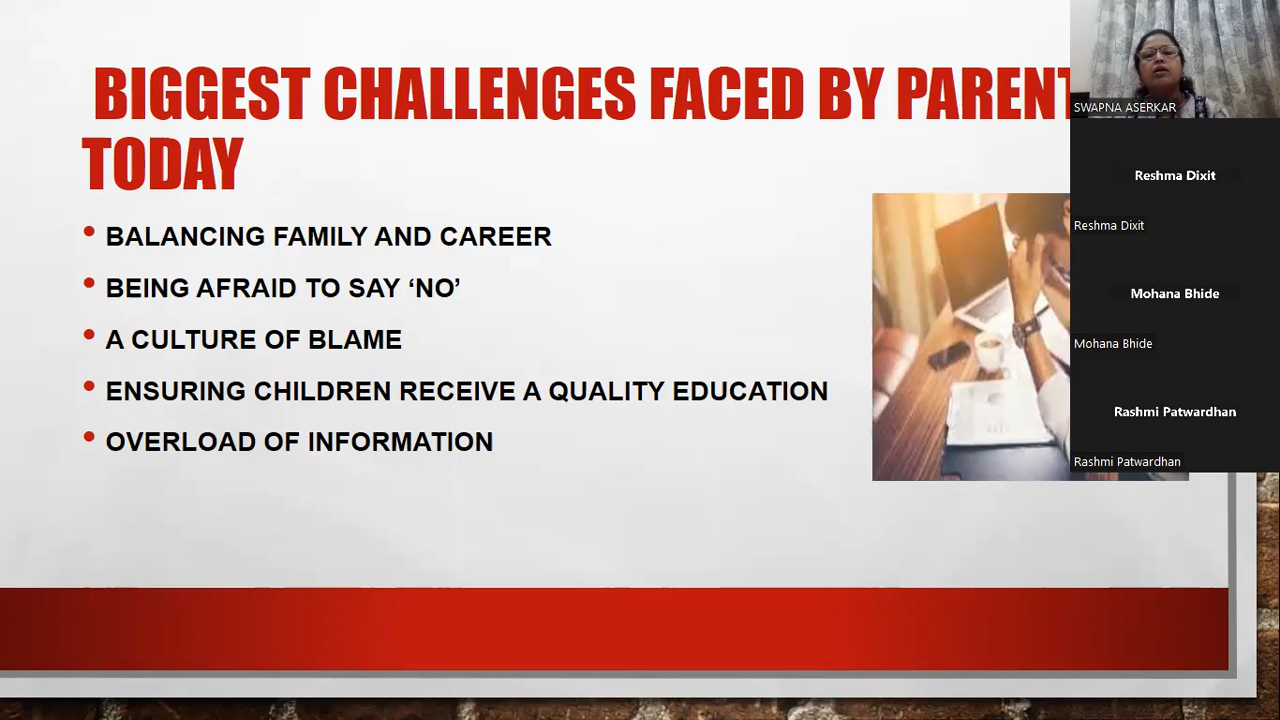 BIGGEST CHALLENGES FACED BY PARENT
TODAY
• BALANCING FAMILY AND CAREER
• BEING AFRAID TO SAY ‘NO’
• A CULTURE OF BLAME
• ENSURING CHILDREN RECEIVE A QUALITY EDUCATION
• OVERLOAD OF INFORMATION
SWAPNA ASERKAR
Reshma Dixit
Reshma Dixit
Mohana Bhide
Mohana Bhide
Rashmi Patwardhan
Rashmi Patwardhan